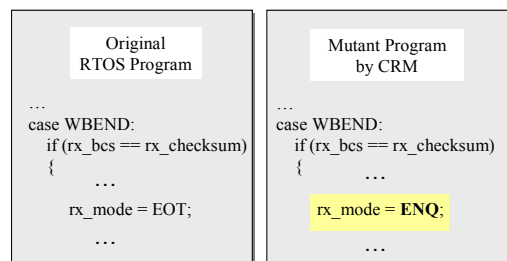 Original
RTOS Program
…
case WBEND:
if (rx_bcs == rx_checksum)
{
…
rx_mode = EOT;
…
Mutant Program
by CRM
…
case WBEND:
if (rx_bcs == rx_checksum)
{
…
rx_mode = ENQ;
…